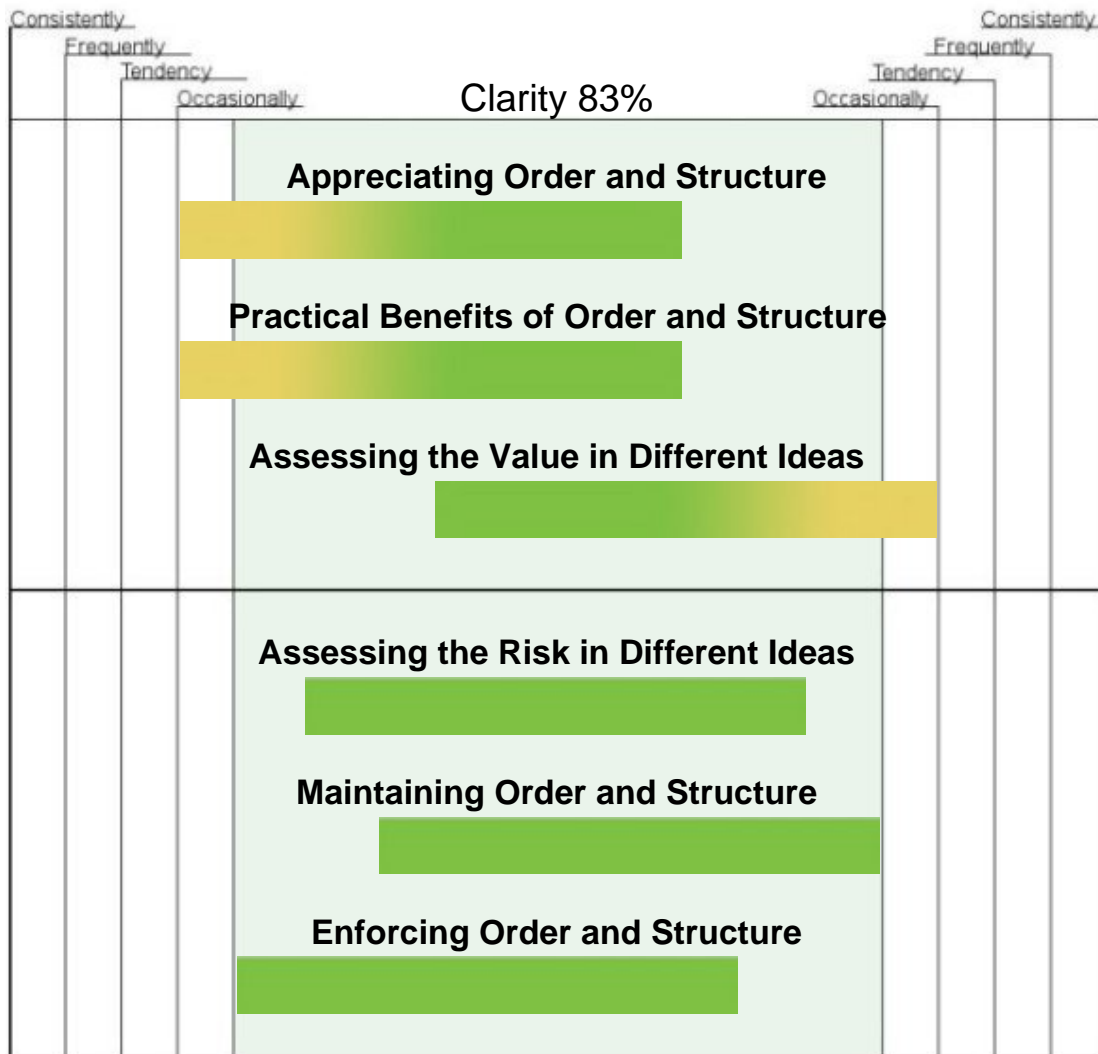 Consistently
Consistently
Frequently
Frequently
Tendency
Tendency
Occasionally
Clarity 83%
Occasionally
Appreciating Order and Structure
Practical Benefits of Order and Structure
Assessing the Value in Different Ideas
Assessing the Risk in Different Ideas
Maintaining Order and Structure
Enforcing Order and Structure